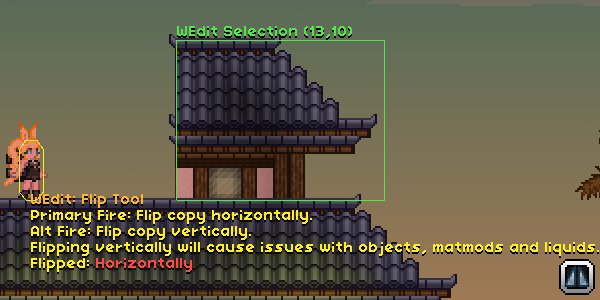 WEdit Selection (13,10)
WEdit: Flip Tool
Primary Fire: Flip copy horizontally.
Alt Fire: Flip copy vertically.
Flipping vertically will cause issues with objects, matmods and liquids.
Flipped: Horizontally